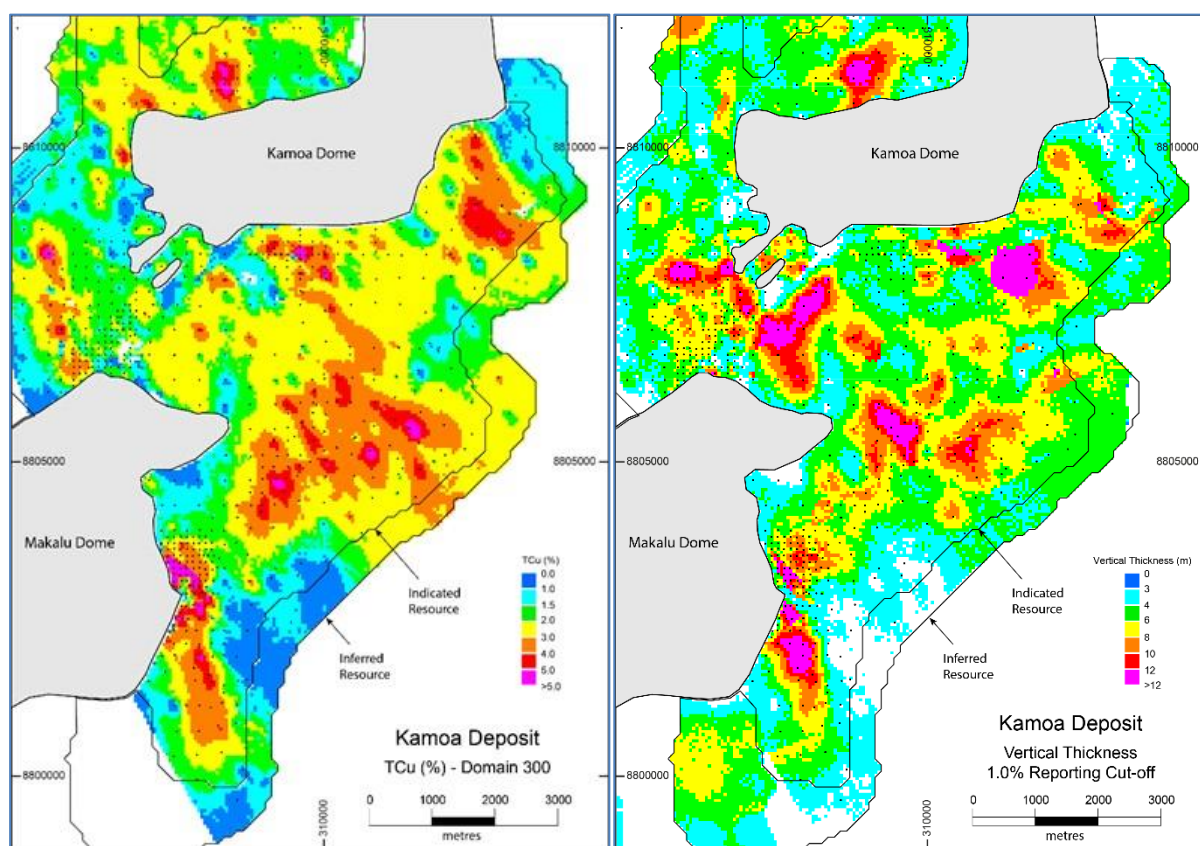 310000
Kamoa Dome
8810000
8810000
8805000
8805000
Makalu Dome
TCu (%)
0.0
1.0
1.5
2.0
3.0
4.0
5.0
>5.0
Indicated
Resource
Inferred
Resource
Kamoa Deposit
TCu (%) - Domain 300
8800000
0 1000 2000 3000
metres
310000
310000
Kamoa Dome
8810000
8805000
Makalu Dome
Vertical Thickness (m)
0
3
4
6
8
10
12
>12
Indicated
Resource
Inferred
Resource
Kamoa Deposit
Vertical Thickness
1.0% Reporting Cut-off
8800000
0 1000 2000 3000
metres
310000